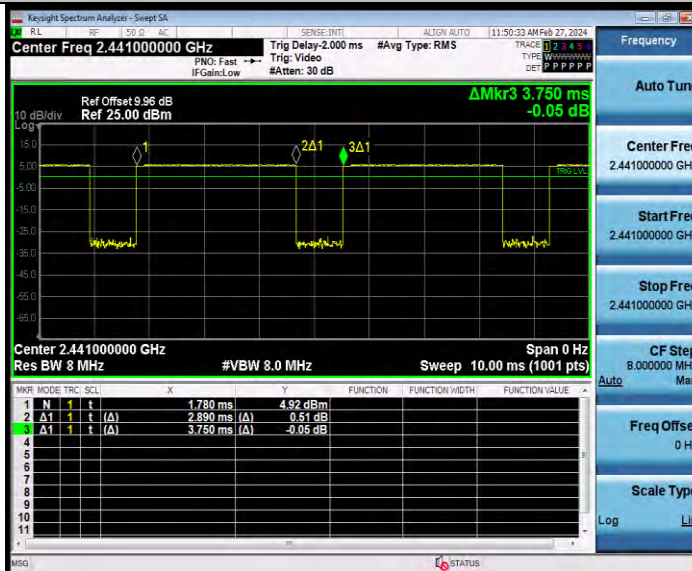 Keysight Spectrum Analyzer - Swept SA
RL RF 50 Ω AC SENSE:INT ALIGN AUTO 11:50:33 AM Feb 27, 2024
Center Freq 2.441000000 GHz
PNO: Fast
IFGain:Low
Trig Delay-2.000 ms
Trig: Video
#Atten: 30 dB
#Avg Type: RMS
TRACE 1 2 3 4 5 6
TYPE
DET P P P P P P
Ref Offset 9.96 dB
Ref 25.00 dBm
10 dB/div
Log
ΔMkr3 3.750 ms
-0.05 dB
15.0
5.00
-5.00
-15.0
-25.0
-35.0
-45.0
-55.0
-65.0
1
2Δ1
3Δ1
TRIG LVL
Center 2.441000000 GHz Span 0 Hz
Res BW 8 MHz #VBW 8.0 MHz Sweep 10.00 ms (1001 pts)
MKR MODE TRC SCL X Y FUNCTION FUNCTION WIDTH FUNCTION VALUE
1 N 1 t 1.780 ms 4.92 dBm
2 Δ1 1 t (Δ) 2.890 ms (Δ) 0.51 dB
3 Δ1 1 t (Δ) 3.750 ms (Δ) -0.05 dB
4
5
6
7
8
9
10
11
MSG STATUS
Frequency
Auto Tun
Center Fre
2.441000000 GH
Start Fre
2.441000000 GH
Stop Fre
2.441000000 GH
CF Step
8.000000 MH
Auto Ma
Freq Offse
0 H
Scale Type
Log Li